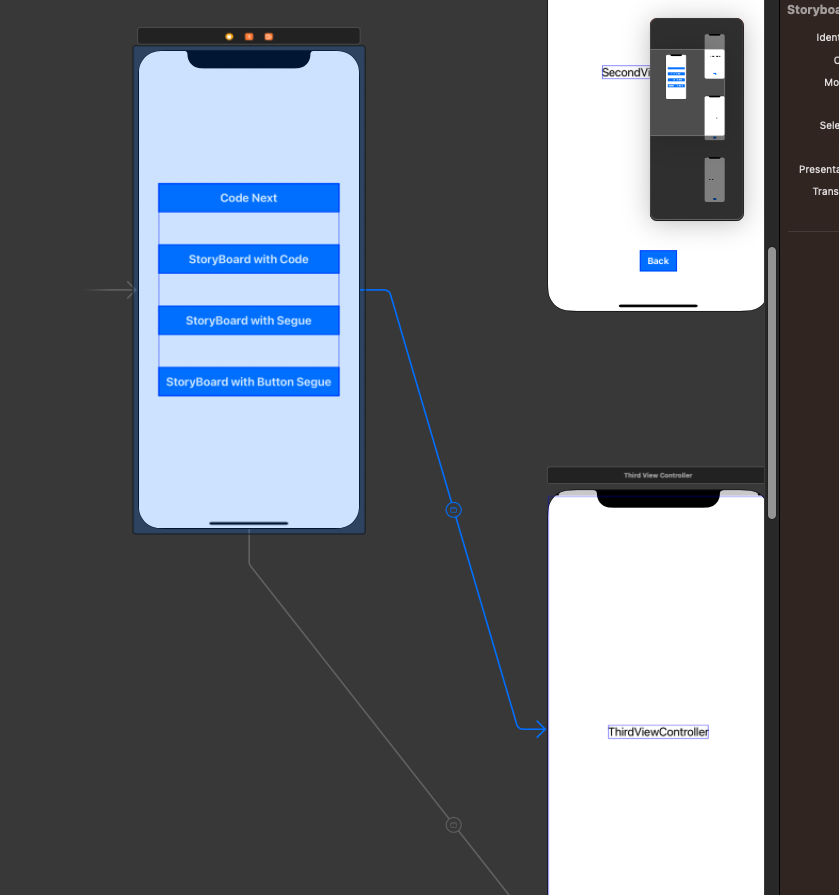 Storyboa
Ident
C
Mo
Sele
Presenta
Trans
SecondVi
Back
Code Next
StoryBoard with Code
StoryBoard with Segue
StoryBoard with Button Segue
Third View Controller
ThirdViewController